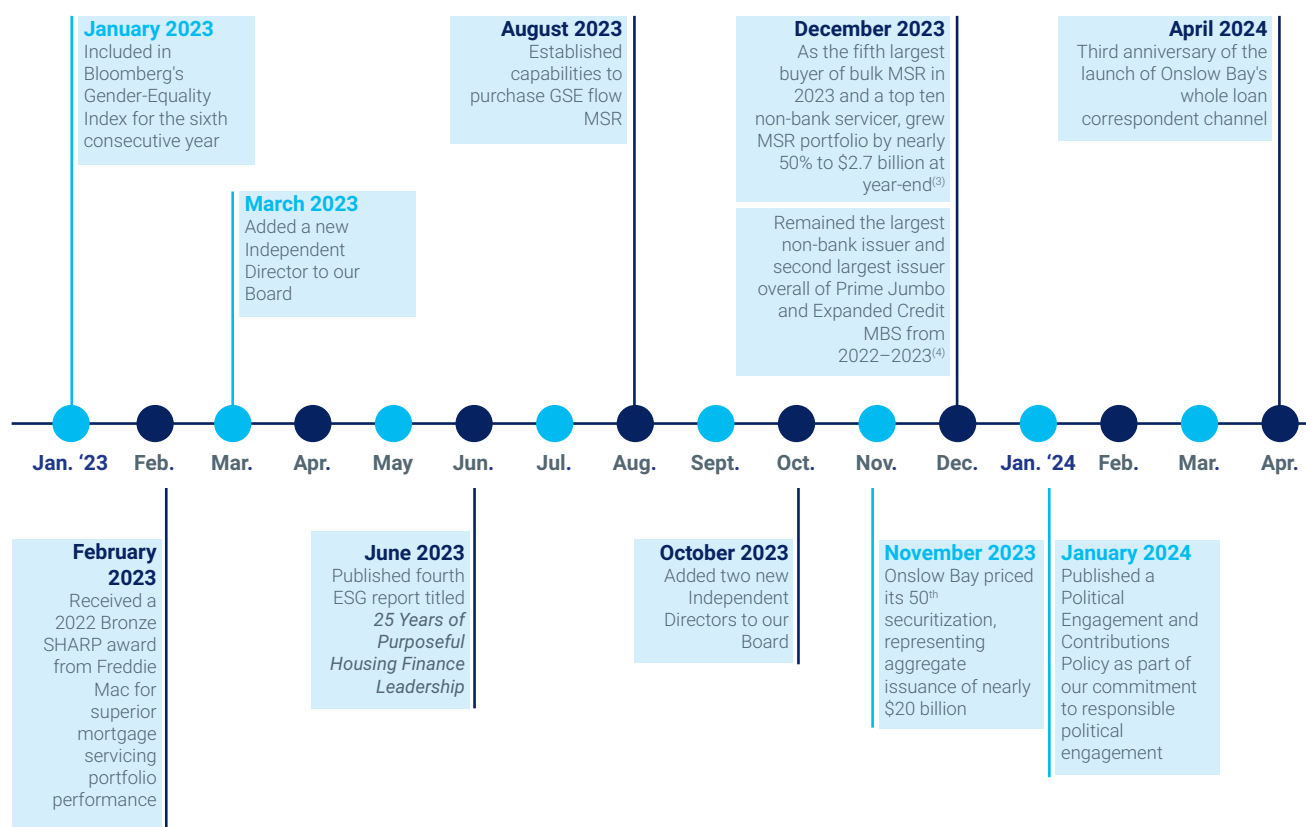 January 2023
Included in
Bloomberg's
Gender-Equality
Index for the sixth
consecutive year
March 2023
Added a new
Independent
Director to our
Board
August 2023
Established
capabilities to
purchase GSE flow
MSR
December 2023
As the fifth largest
buyer of bulk MSR in
2023 and a top ten
non-bank servicer, grew
MSR portfolio by nearly
50% to $2.7 billion at
year-end(3)
Remained the largest
non-bank issuer and
second largest issuer
overall of Prime Jumbo
and Expanded Credit
MBS from
2022–2023(4)
April 2024
Third anniversary of the
launch of Onslow Bay's
whole loan
correspondent channel
Jan. ‘23 Feb. Mar. Apr. May Jun. Jul. Aug. Sept. Oct. Nov. Dec. Jan. ‘24 Feb. Mar. Apr.
February
2023
Received a
2022 Bronze
SHARP award
from Freddie
Mac for
superior
mortgage
servicing
portfolio
performance
June 2023
Published fourth
ESG report titled
25 Years of
Purposeful
Housing Finance
Leadership
October 2023
Added two new
Independent
Directors to our
Board
November 2023
Onslow Bay priced
its 50th
securitization,
representing
aggregate
issuance of nearly
$20 billion
January 2024
Published a
Political
Engagement and
Contributions
Policy as part of
our commitment
to responsible
political
engagement